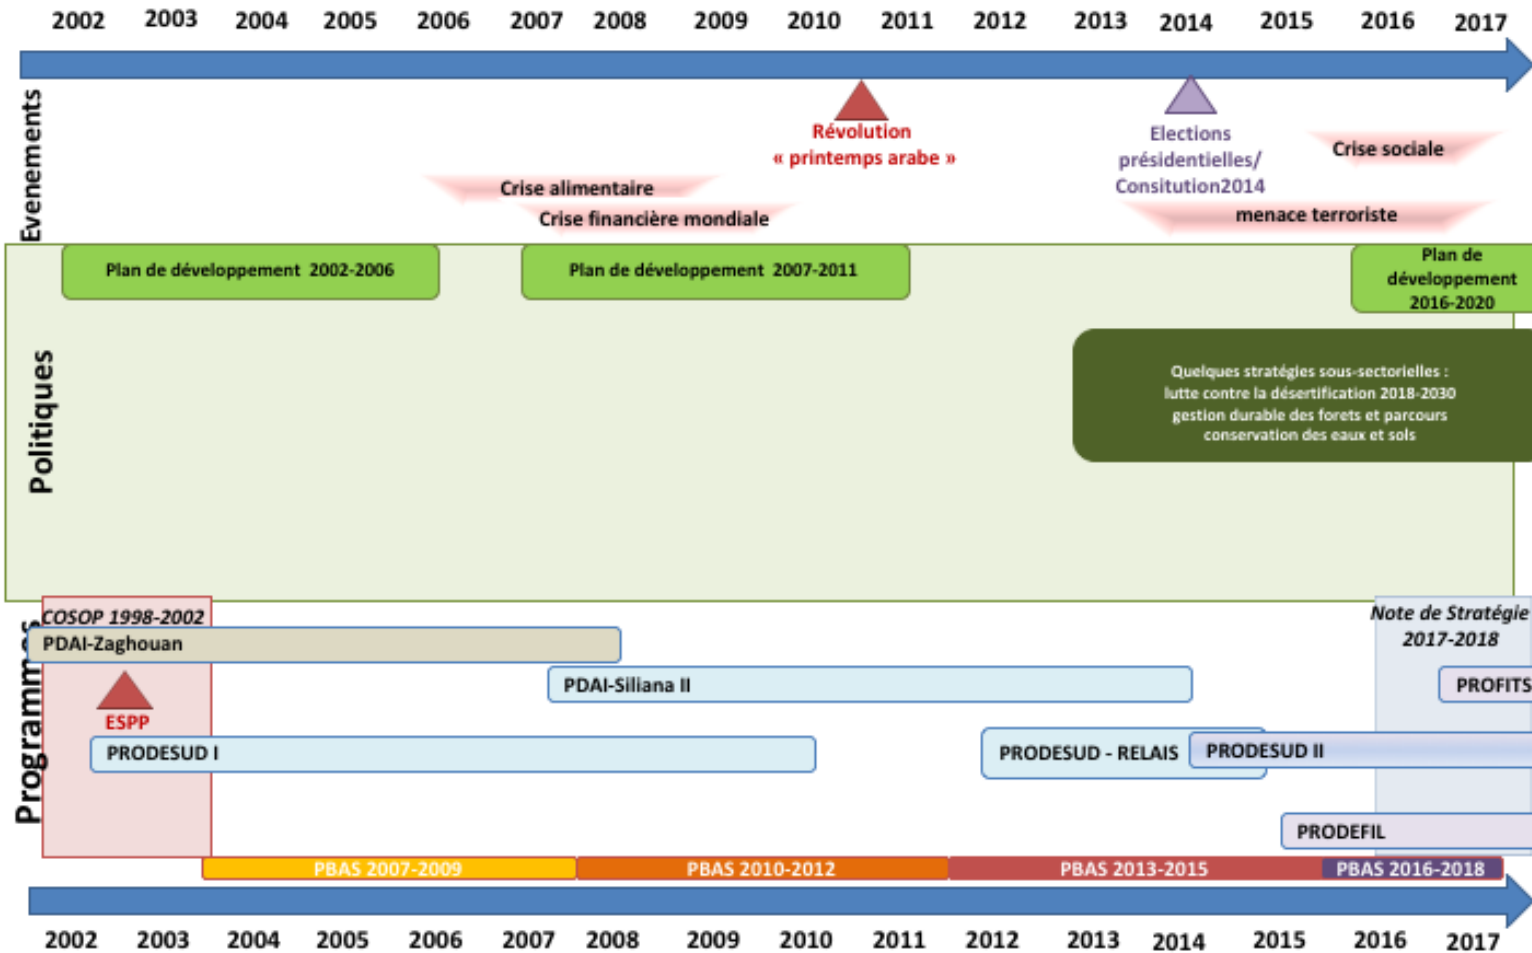 2002 2003 2004 2005 2006 2007 2008 2009 2010 2011 2012 2013 2014 2015 2016 2017
Evenements
Révolution
« printemps arabe »
Elections
présidentielles/
Consitution2014
Crise sociale
Crise alimentaire
Crise financière mondiale
menace terroriste
Politiques
Plan de développement 2002-2006
Plan de développement 2007-2011
Plan de
développement
2016-2020
Quelques stratégies sous-sectorielles :
lutte contre la désertification 2018-2030
gestion durable des forets et parcours
conservation des eaux et sols
Programmes
COSOP 1998-2002
Note de Stratégie
2017-2018
PDAI-Zaghouan
PDAI-Siliana II
PROFITS
ESPP
PRODESUD I
PRODESUD - RELAIS
PRODESUD II
PRODEFIL
PBAS 2007-2009
PBAS 2010-2012
PBAS 2013-2015
PBAS 2016-2018
2002 2003 2004 2005 2006 2007 2008 2009 2010 2011 2012 2013 2014 2015 2016 2017